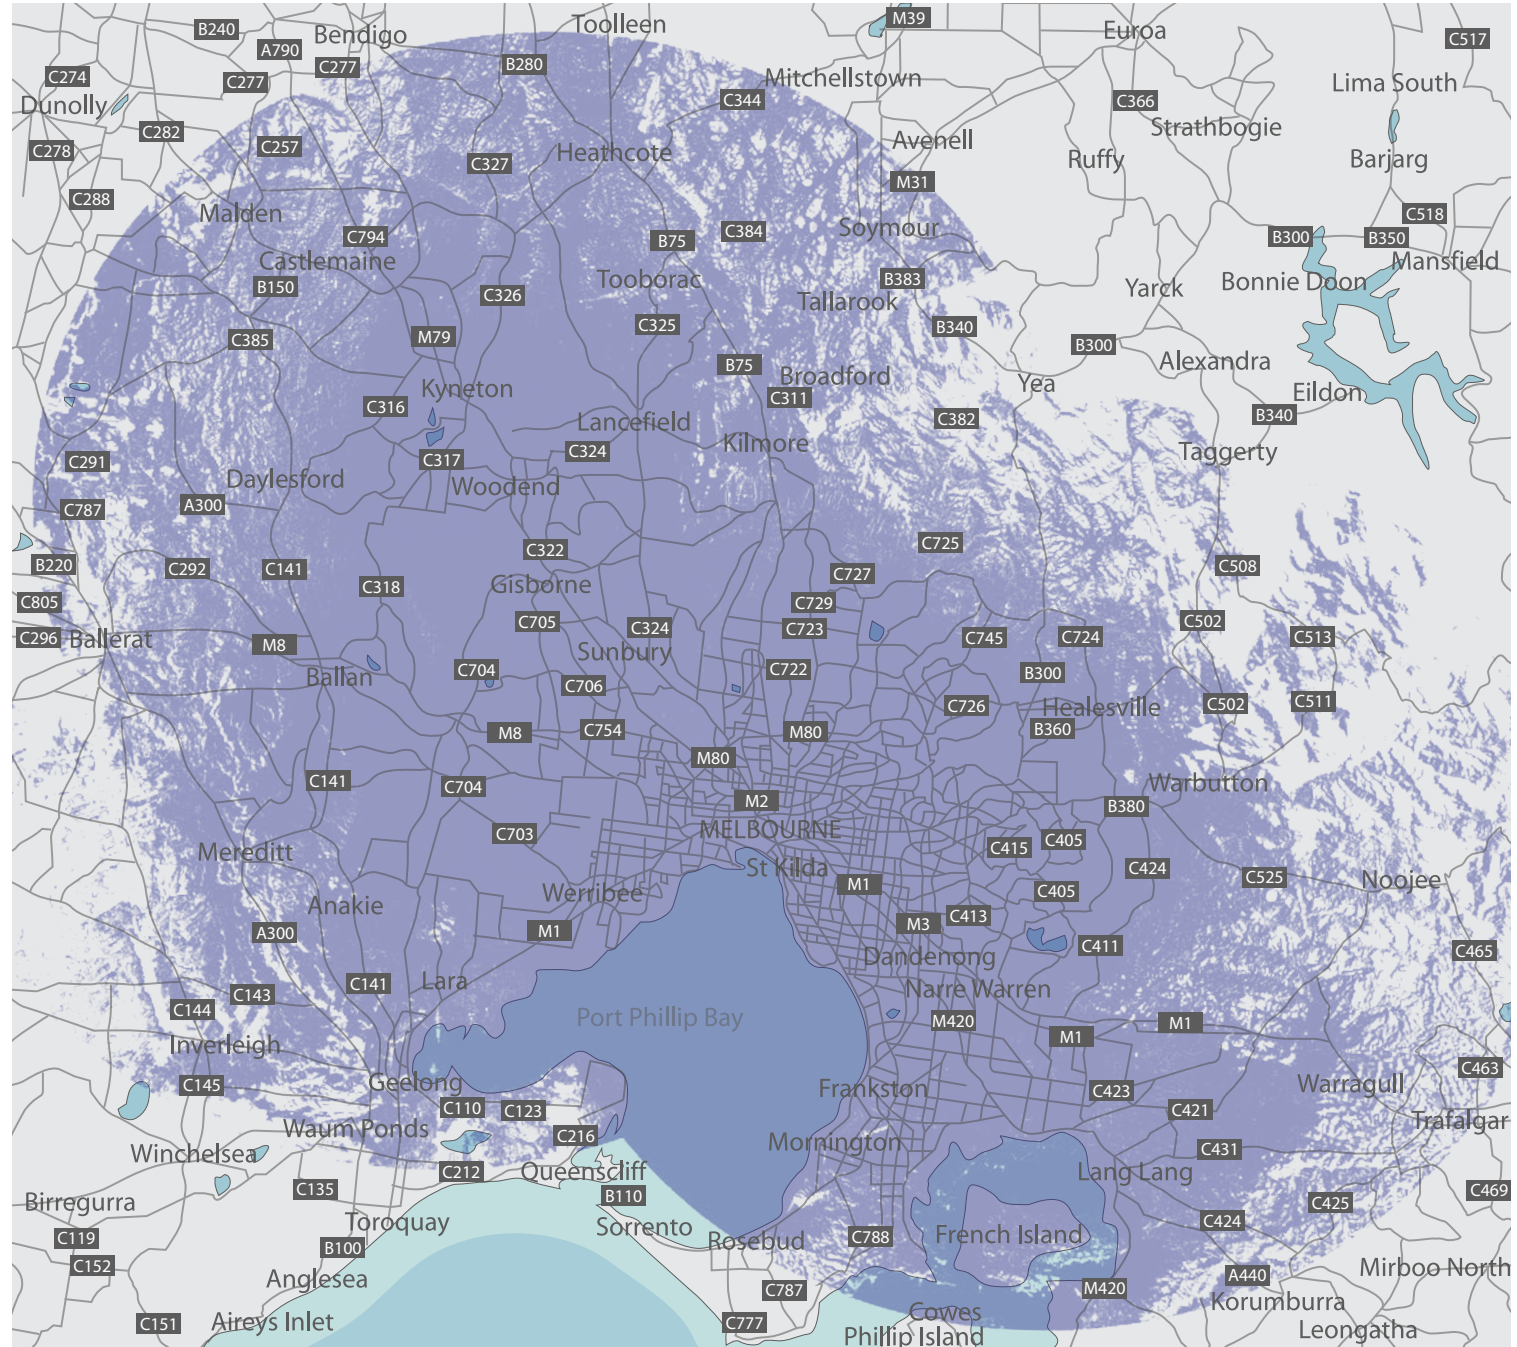 M39
Toolleen
B240
Euroa
Bendigo
C517
A790
B280
C277
C274
C277
Mitchellstown
Lima South
Dunolly
C344
C366
C282
Strathbogie
Avenell
C257
C278
Heathcote
Ruffy
Barjarg
C327
M31
C288
Malden
C518
Soymour
C384
C794
B75
B300
B350
Castlemaine
Mansfield
Tooborac
B383
Bonnie Doon
B150
Yarck
C326
Tallarook
C325
B340
M79
C385
B300
Alexandra
B75
Broadford
Yea
Kyneton
Eildon
C311
C316
B340
C382
Lancefield
Kilmore
C324
Taggerty
C291
C317
Daylesford
Woodend
A300
C787
C725
C322
B220
C292
C141
C508
C727
C318
Gisborne
C805
C729
C705
C324
C723
C502
C296
Ballerat
C745
C724
C513
M8
Sunbury
C704
C722
B300
Ballan
C706
C726
Healesville
C502
C511
M8
C754
M80
B360
M80
C141
Warbutton
C704
M2
B380
MELBOURNE
C703
C405
C415
Mereditt
St Kilda
C424
M1
C525
Noojee
Werribee
C405
Anakie
C413
M3
A300
M1
C411
C465
Dandenong
Lara
C141
Narre Warren
C143
C144
Port Phillip Bay
M420
M1
M1
Inverleigh
C463
Geelong
C145
Frankston
C423
Warragull
C110
C123
C421
Trafalgar
Waum Ponds
C216
Mornington
C431
Winchelsea
C212
Queenscliff
Lang Lang
C135
B110
C469
Birregurra
C425
Toroquay
Sorrento
C424
C119
Rosebud
C788
French Island
B100
C152
Mirboo North
Anglesea
A440
C787
M420
Korumburra
C151
Aireys Inlet
C777
Cowes
Leongatha
Phillip Island